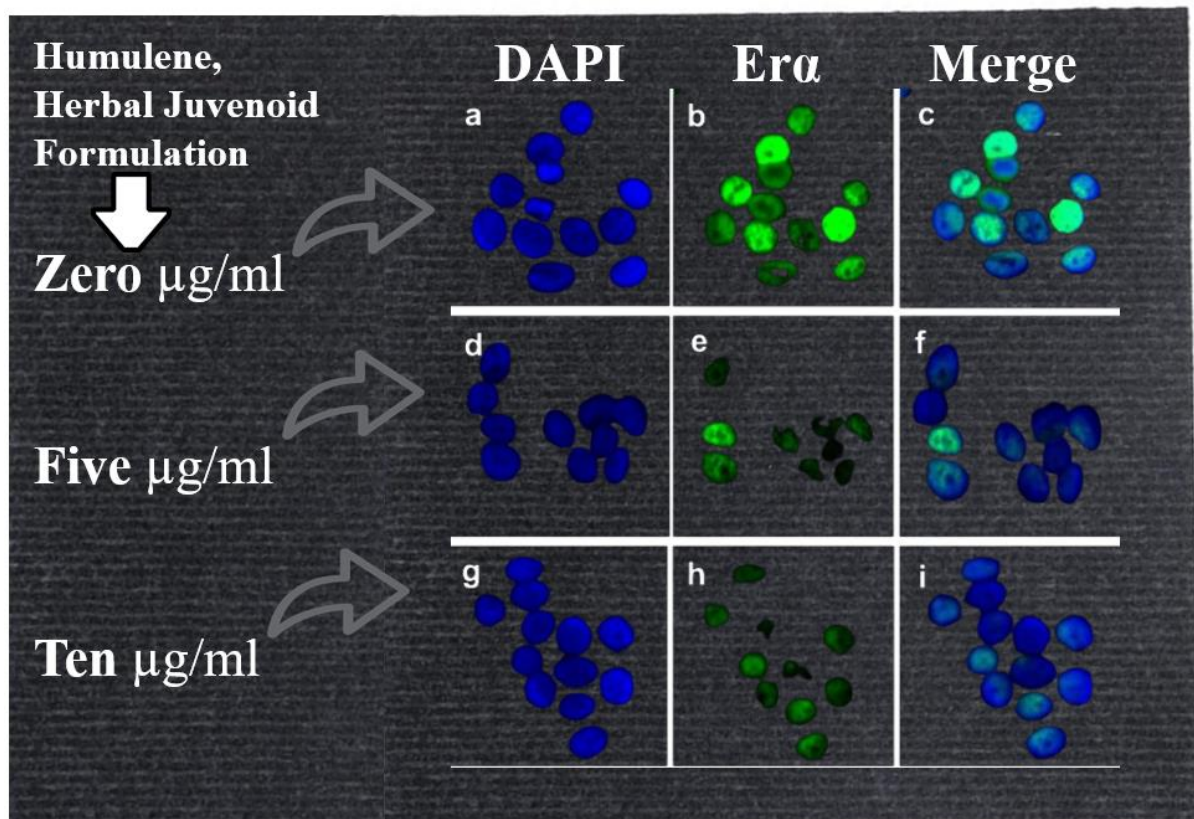 Humulene,
Herbal Juvenoid
Formulation
DAPI Erα Merge
a b c
Zero µg/ml
d e f
Five µg/ml
g h i
Ten µg/ml